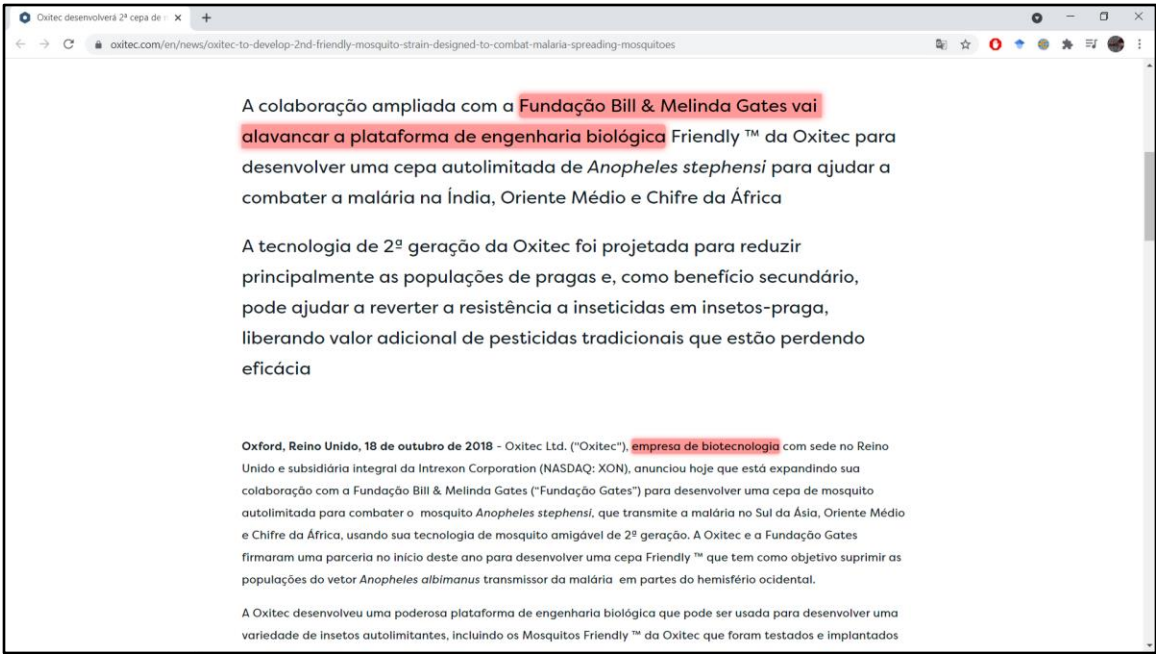 Oxitec desenvolverá 2ª cepa de
oxitec.com/en/news/oxitec-to-develop-2nd-friendly-mosquito-strain-designed-to-combat-malaria-spreading-mosquitoes
A colaboração ampliada com a Fundação Bill & Melinda Gates vai
alavancar a plataforma de engenharia biológica Friendly ™ da Oxitec para
desenvolver uma cepa autolimitada de Anopheles stephensi para ajudar a
combater a malária na Índia, Oriente Médio e Chifre da África
A tecnologia de 2ª geração da Oxitec foi projetada para reduzir
principalmente as populações de pragas e, como benefício secundário,
pode ajudar a reverter a resistência a inseticidas em insetos-praga,
liberando valor adicional de pesticidas tradicionais que estão perdendo
eficácia
Oxford, Reino Unido, 18 de outubro de 2018 - Oxitec Ltd. ("Oxitec"), empresa de biotecnologia com sede no Reino
Unido e subsidiária integral da Intrexon Corporation (NASDAQ: XON), anunciou hoje que está expandindo sua
colaboração com a Fundação Bill & Melinda Gates ("Fundação Gates") para desenvolver uma cepa de mosquito
autolimitada para combater o mosquito Anopheles stephensi, que transmite a malária no Sul da Ásia, Oriente Médio
e Chifre da África, usando sua tecnologia de mosquito amigável de 2ª geração. A Oxitec e a Fundação Gates
firmaram uma parceria no início deste ano para desenvolver uma cepa Friendly ™ que tem como objetivo suprimir as
populações do vetor Anopheles albimanus transmissor da malária em partes do hemisfério ocidental.
A Oxitec desenvolveu uma poderosa plataforma de engenharia biológica que pode ser usada para desenvolver uma
variedade de insetos autolimitantes, incluindo os Mosquitos Friendly ™ da Oxitec que foram testados e implantados